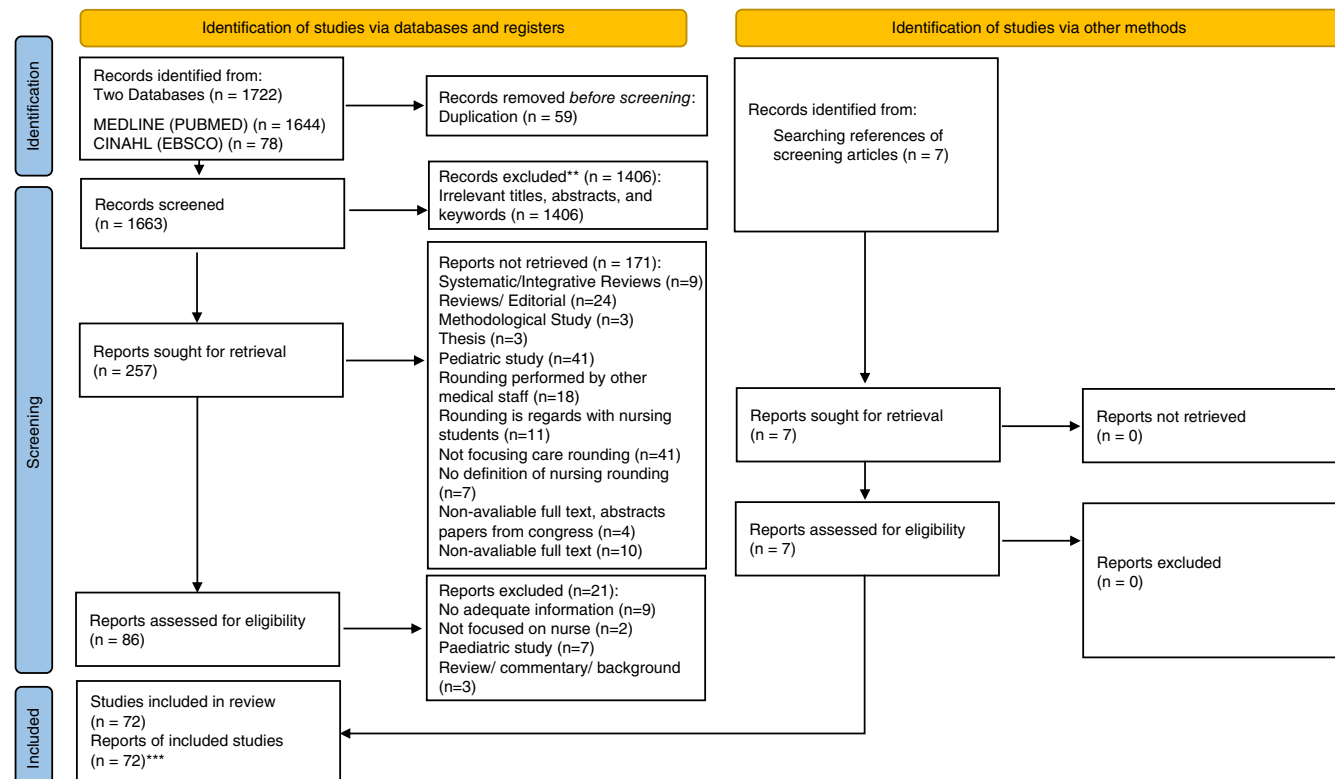 Identification of studies via databases and registers
Identification of studies via other methods
Identification
Records identified from:
Two Databases (n = 1722)
MEDLINE (PUBMED) (n = 1644)
CINAHL (EBSCO) (n = 78)
Records removed before screening:
Duplication (n = 59)
Records identified from:
Searching references of
screening articles (n = 7)
Screening
Records screened
(n = 1663)
Records excluded** (n = 1406):
Irrelevant titles, abstracts, and
keywords (n = 1406)
Reports sought for retrieval
(n = 257)
Reports not retrieved (n = 171):
Systematic/Integrative Reviews (n=9)
Reviews/ Editorial (n=24)
Methodological Study (n=3)
Thesis (n=3)
Pediatric study (n=41)
Rounding performed by other
medical staff (n=18)
Rounding is regards with nursing
students (n=11)
Not focusing care rounding (n=41)
No definition of nursing rounding
(n=7)
Non-avaliable full text, abstracts
papers from congress (n=4)
Non-avaliable full text (n=10)
Reports sought for retrieval
(n = 7)
Reports not retrieved
(n = 0)
Reports assessed for eligibility
(n = 86)
Reports excluded (n=21):
No adequate information (n=9)
Not focused on nurse (n=2)
Paediatric study (n=7)
Review/ commentary/ background
(n=3)
Reports assessed for eligibility
(n = 7)
Reports excluded
(n = 0)
Included
Studies included in review
(n = 72)
Reports of included studies
(n = 72)***